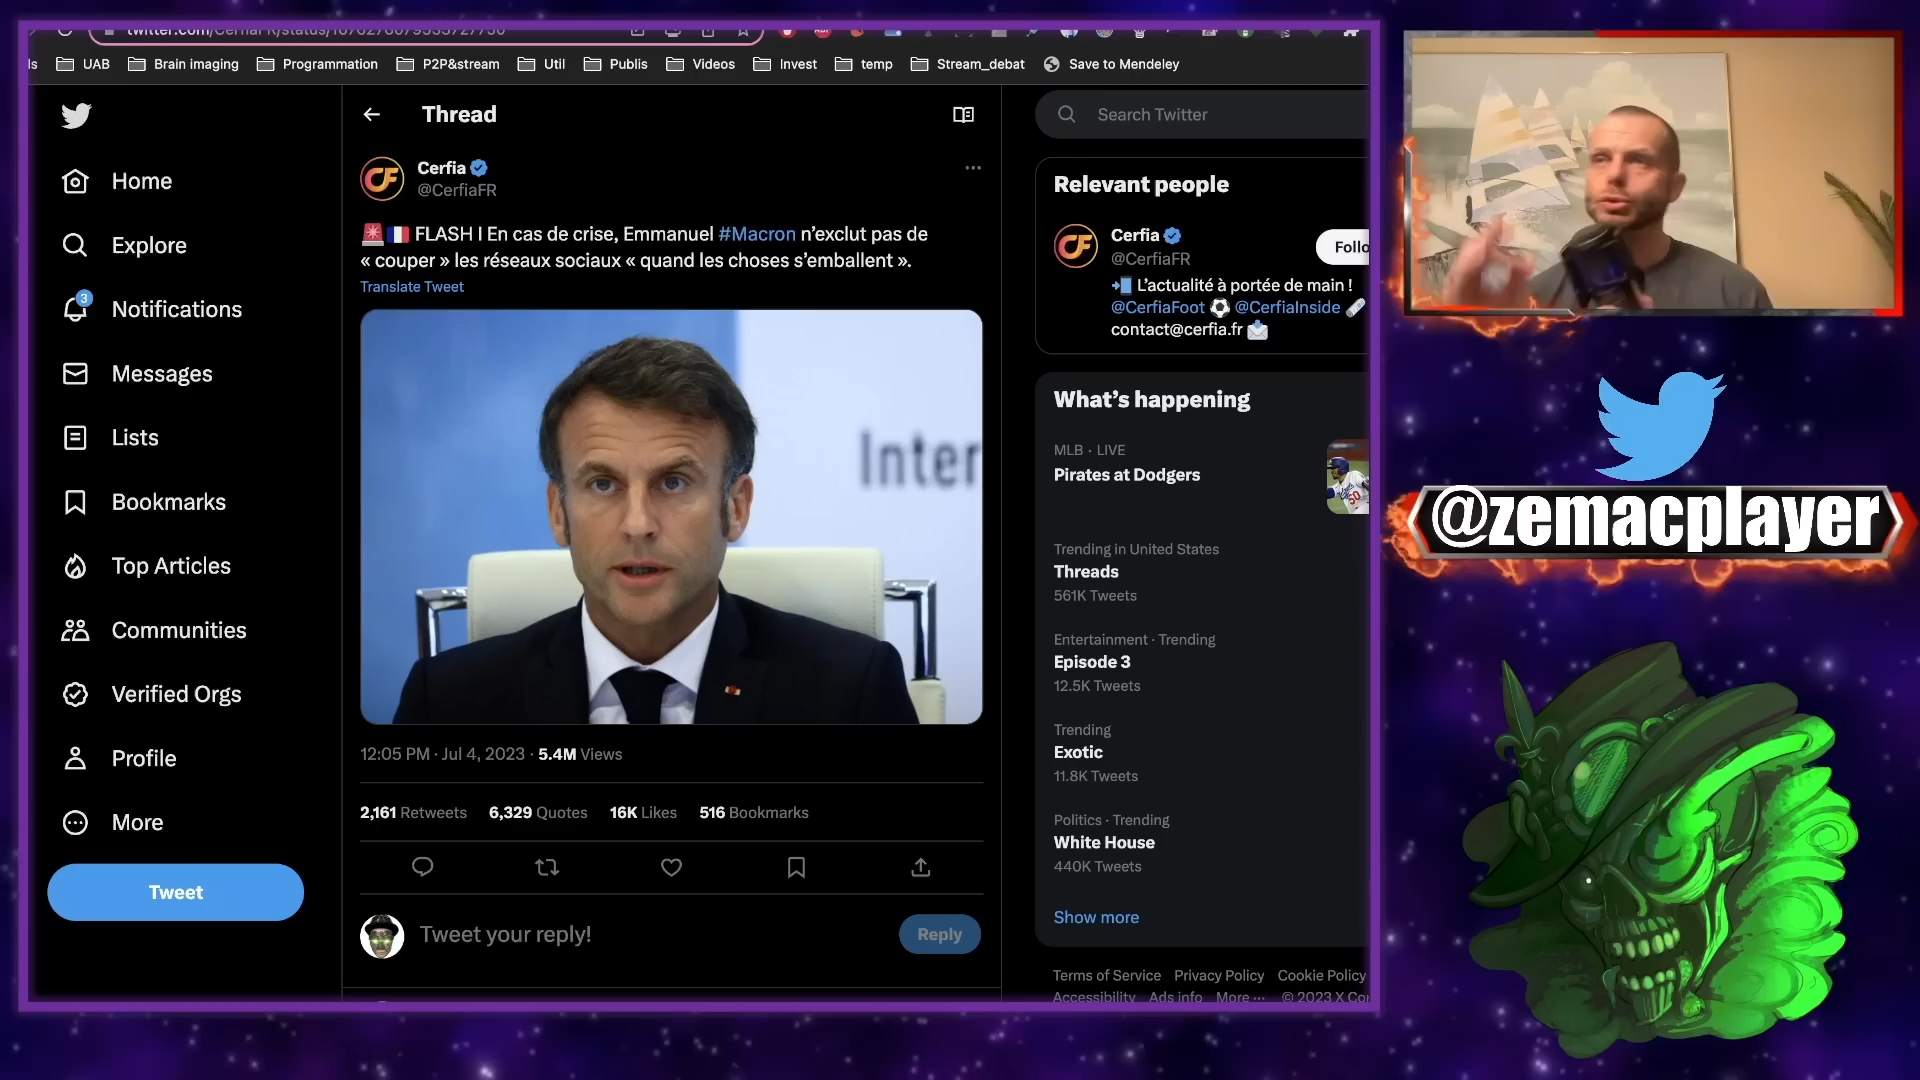 UAB
Brain imaging
Programmation
P2P&stream
Util
Publis
Videos
Invest
temp
Stream_debat
Save to Mendeley
Home
Explore
3
Notifications
Messages
Lists
Bookmarks
Top Articles
Communities
Verified Orgs
Profile
More
Tweet
Thread
Cerfia
@CerfiaFR
FLASH I En cas de crise, Emmanuel #Macron n’exclut pas de
« couper » les réseaux sociaux « quand les choses s’emballent ».
Translate Tweet
Inter
12:05 PM · Jul 4, 2023 · 5.4M Views
2,161 Retweets 6,329 Quotes 16K Likes 516 Bookmarks
Tweet your reply!
Reply
Search Twitter
Relevant people
Cerfia
@CerfiaFR
Follo
L’actualité à portée de main !
@CerfiaFoot @CerfiaInside
contact@cerfia.fr
What’s happening
MLB · LIVE
Pirates at Dodgers
Trending in United States
Threads
561K Tweets
Entertainment · Trending
Episode 3
12.5K Tweets
Trending
Exotic
11.8K Tweets
Politics · Trending
White House
440K Tweets
Show more
Terms of Service Privacy Policy Cookie Policy
Accessibility Ads info More ··· © 2023 X Co
@zemacplayer